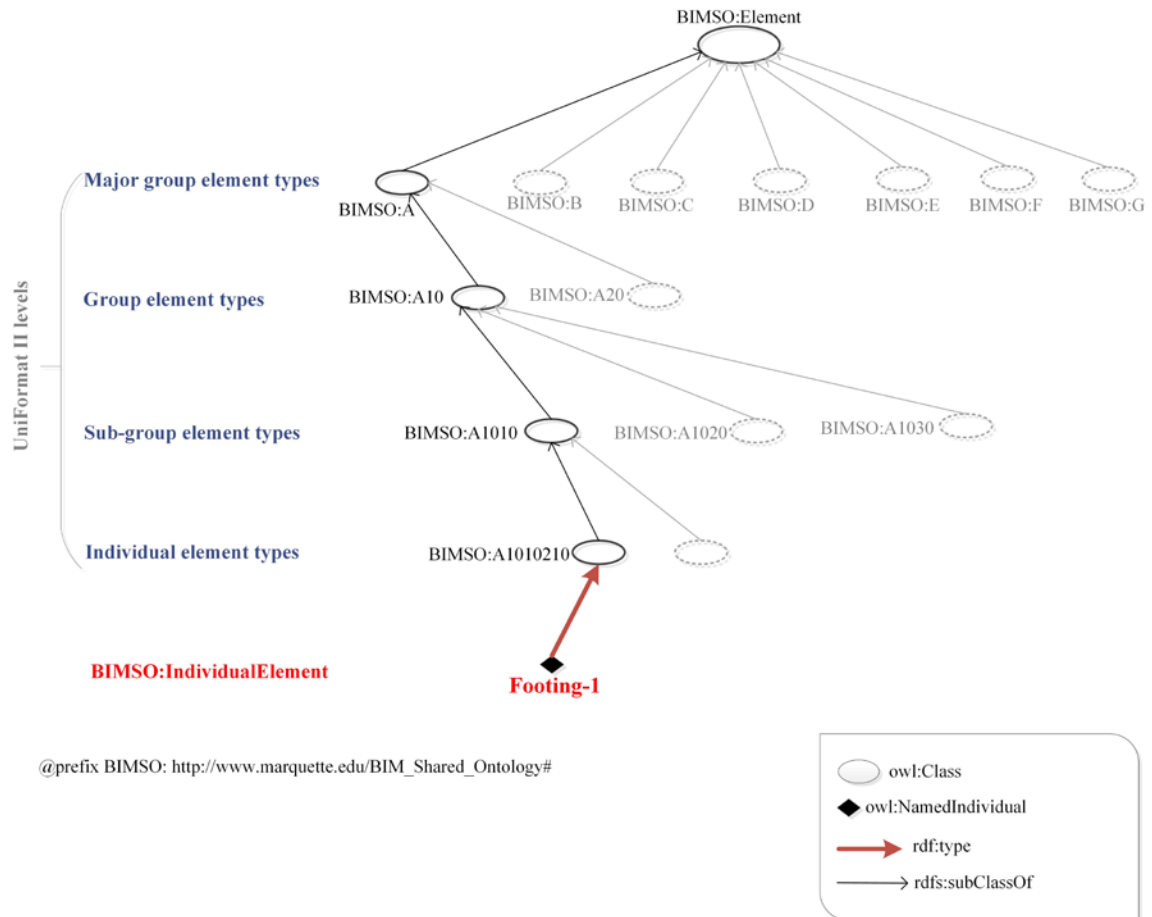 BIMSO:Element
Major group element types
BIMSO:A
BIMSO:B
BIMSO:C
BIMSO:D
BIMSO:E
BIMSO:F
BIMSO:G
Group element types
BIMSO:A10
BIMSO:A20
UniFormat II levels
Sub-group element types
BIMSO:A1010
BIMSO:A1020
BIMSO:A1030
Individual element types
BIMSO:A1010210
BIMSO:IndividualElement
Footing-1
@prefix BIMSO: http://www.marquette.edu/BIM_Shared_Ontology#
owl:Class
owl:NamedIndividual
rdf:type
rdfs:subClassOf